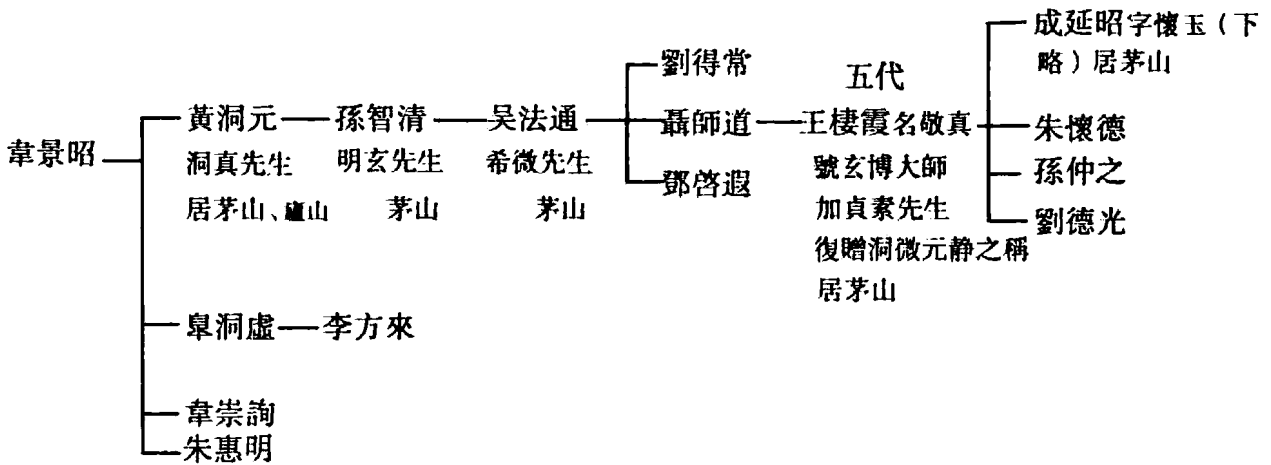 韋景昭
黃洞元
洞真先生
居茅山、廬山
孫智清
明玄先生
茅山
吴法通
希微先生
茅山
劉得常
聶師道
鄧啓遐
五代
王棲霞名敬真
號玄博大師
加貞素先生
復贈洞微元静之稱
居茅山
成延昭字懷玉（下
略）居茅山
朱懷德
孫仲之
劉德光
皐洞虛
李方來
韋崇詢
朱惠明